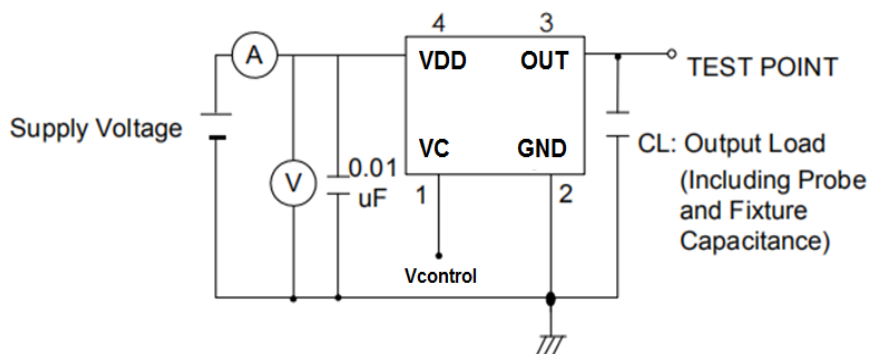 4
3
A
VDD
OUT
TEST POINT
Supply Voltage
V
0.01
uF
VC
GND
1
2
CL: Output Load
(Including Probe
and Fixture
Capacitance)
Vcontrol